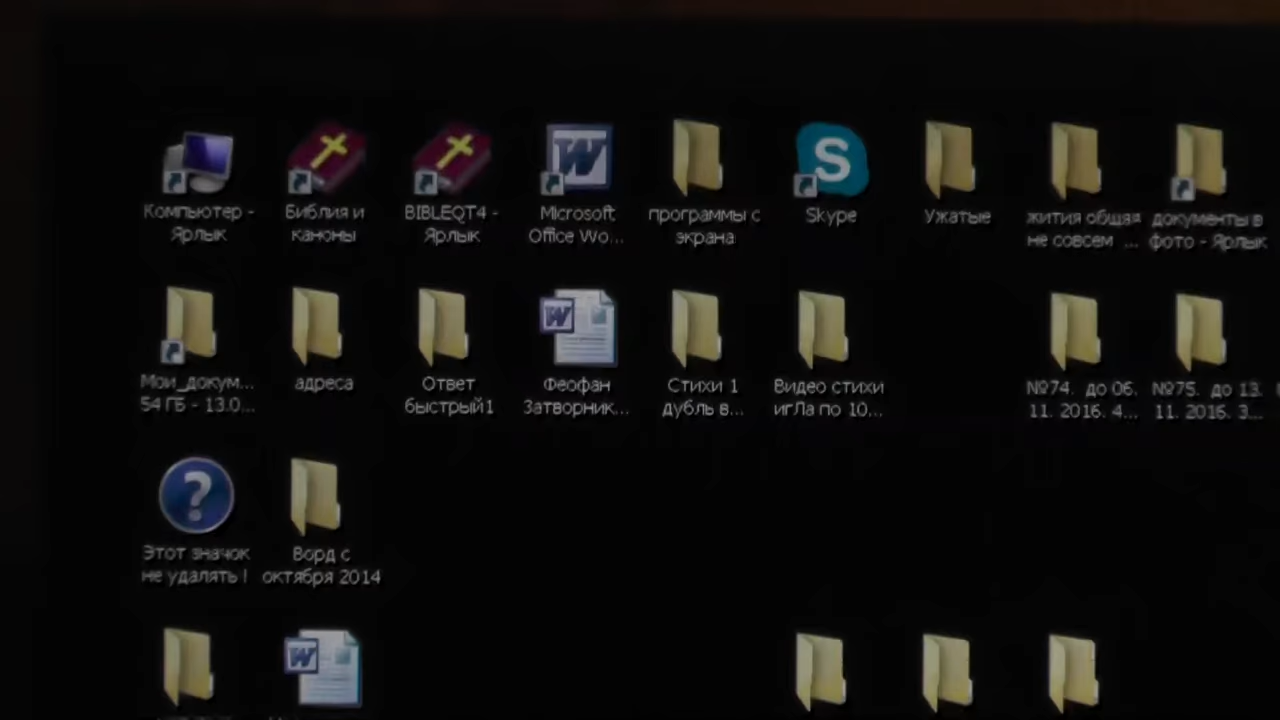 Компьютер -
Ярлык
Библия и
каноны
BIBLEQT4 -
Ярлык
Microsoft
Office Wo...
программы с
экрана
Skype
Ужатые
жития общая
не совсем ...
документы в
фото - Ярлык
Мои_докум...
54 ГБ - 13.0...
адреса
Ответ
быстрый1
Феофан
Затворник...
Стихи 1
дубль в...
Видео стихи
игЛа по 10...
№74. до 06.
11. 2016. 4...
№75. до 13.
11. 2016. 3...
Этот значок
не удалять !
Ворд с
октября 2014